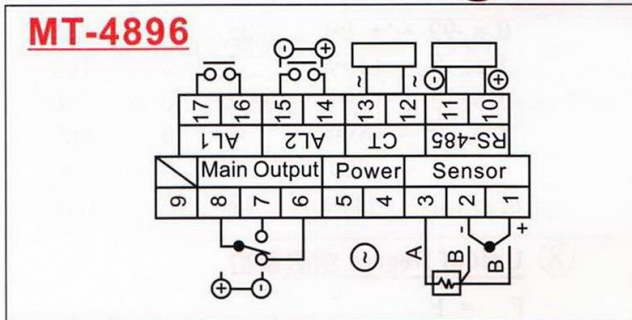 MT-4896
17 16 15 14 13 12 11 10
AL1 AL2 CT RS-485
Main Output Power Sensor
9 8 7 6 5 4 3 2 1
A B B